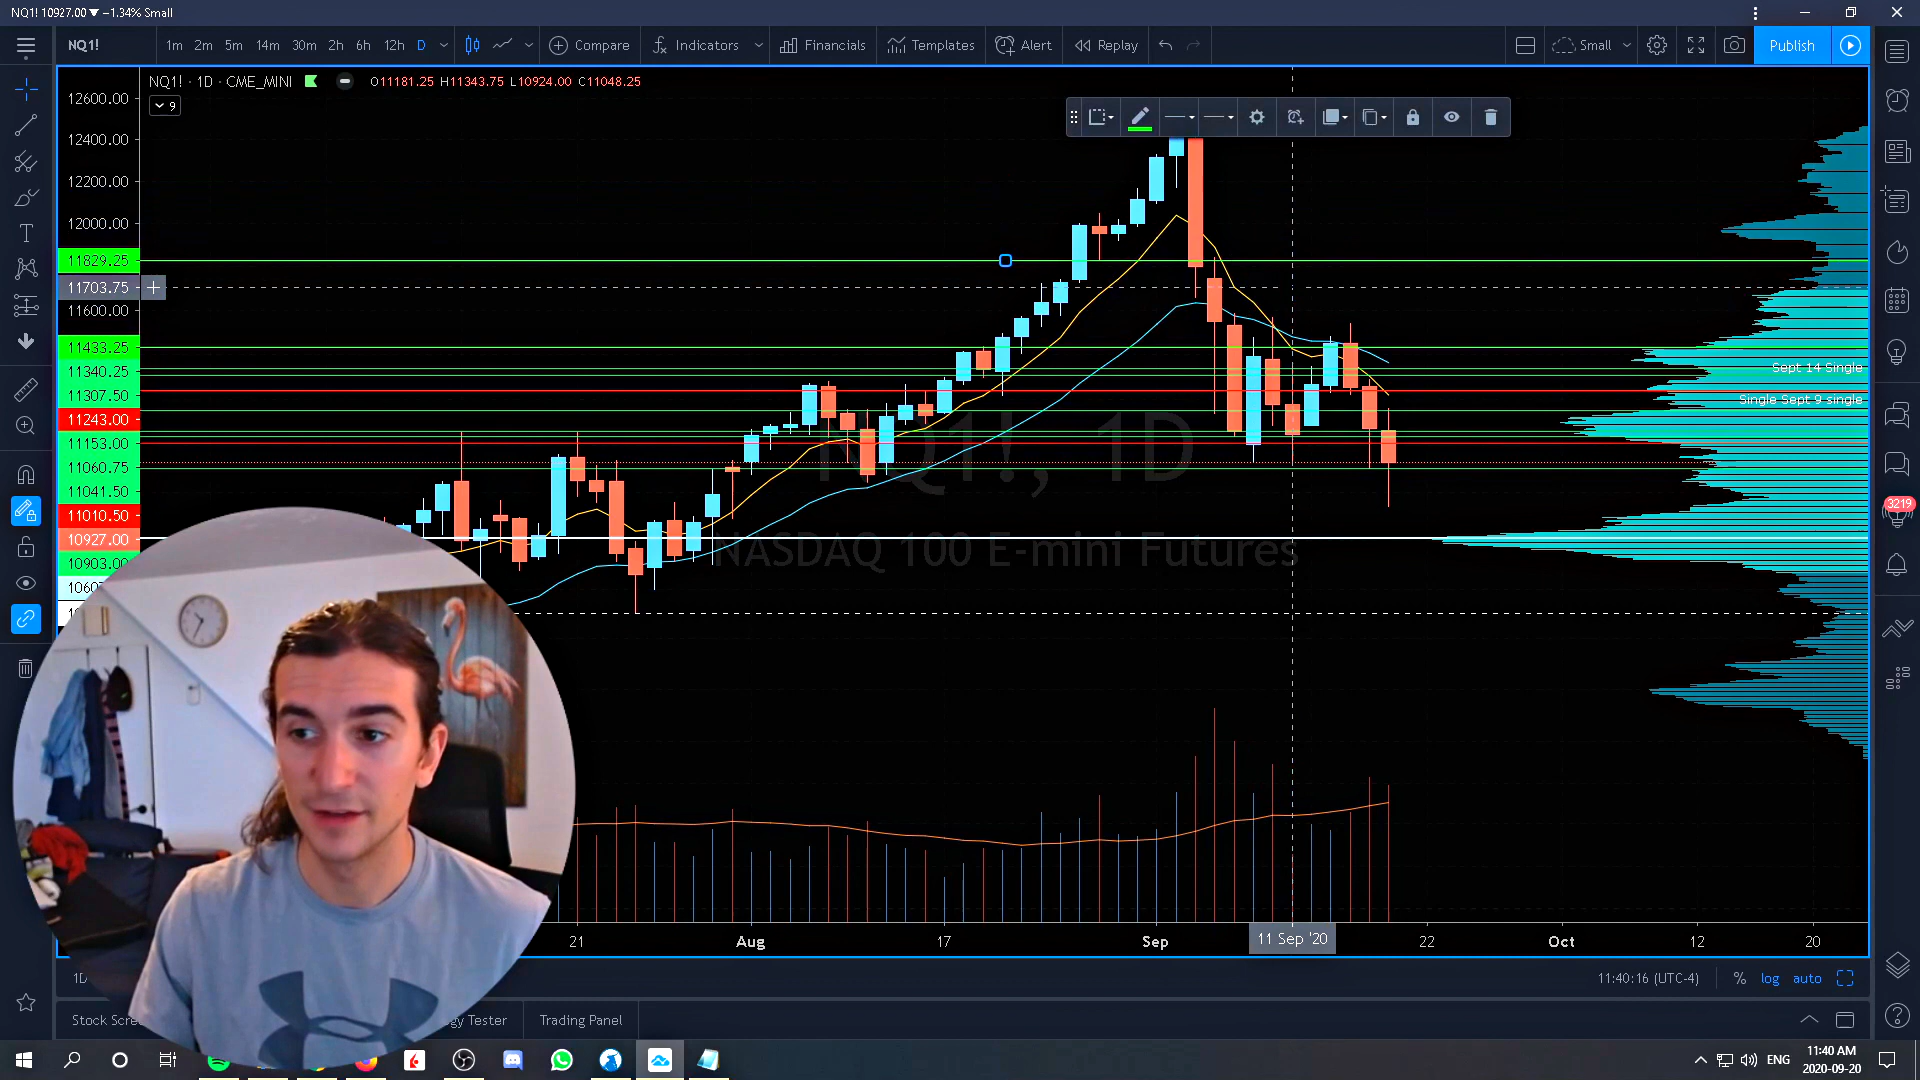 NQ1! 10927.00 ▼ −1.34% Small
NQ1! 1m 2m 5m 14m 30m 2h 6h 12h D Compare Indicators Financials Templates Alert Replay Small Publish
NQ1! · 1D · CME_MINI O11181.25 H11343.75 L10924.00 C11048.25
9
12600.00
12400.00
12200.00
12000.00
11829.25
11703.75
11600.00
11433.25
11340.25
Sept 14 Single
11307.50
Single Sept 9 single
11243.00
11153.00
11060.75
11041.50
11010.50
10927.00
10903.00
NQ1!, 1D
NASDAQ 100 E-mini Futures
3219
21 Aug 17 Sep 11 Sep '20 22 Oct 12 20
11:40:16 (UTC-4) % log auto
Trading Panel
ENG
11:40 AM
2020-09-20